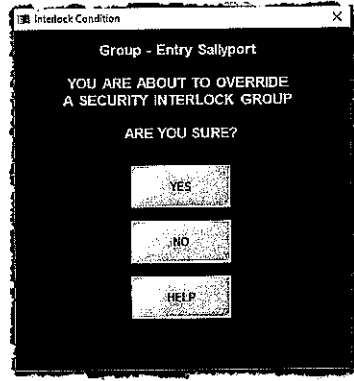 Interlock Condition
Group - Entry Sallyport
YOU ARE ABOUT TO OVERRIDE
A SECURITY INTERLOCK GROUP
ARE YOU SURE?
YES
NO
HELP